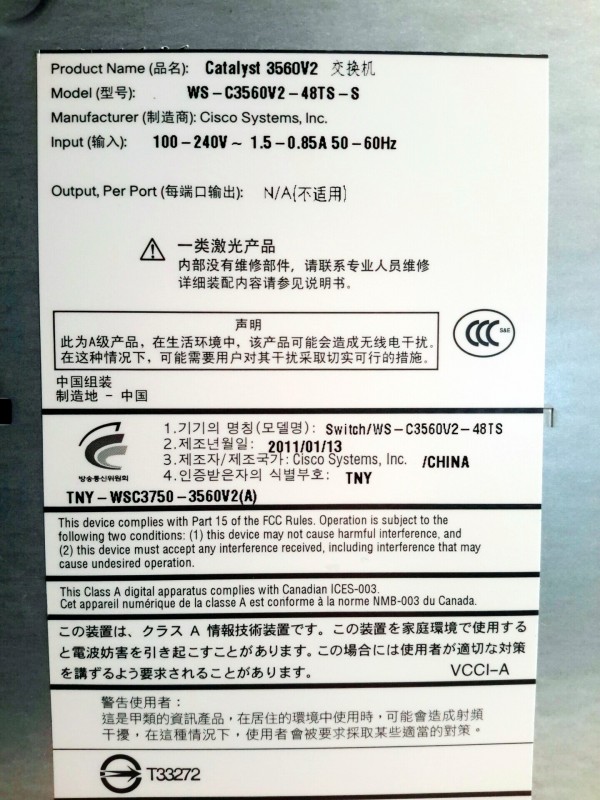 Product Name (品名): Catalyst 3560V2 交换机
Model (型号): WS-C3560V2-48TS-S
Manufacturer (制造商): Cisco Systems, Inc.
Input (输入): 100-240V~ 1.5-0.85A 50-60Hz
Output, Per Port (每端口输出): N/A(不适用)
一类激光产品
内部没有维修部件, 请联系专业人员维修
详细装配内容请参见说明书。
声明
此为A级产品, 在生活环境中, 该产品可能会造成无线电干扰。
在这种情况下, 可能需要用户对其干扰采取切实可行的措施。
CCC S&E
中国组装
制造地 - 中国
1.기기의 명칭(모델명): Switch/WS-C3560V2-48TS
2.제조년월일: 2011/01/13
3.제조자/제조국가: Cisco Systems, Inc. /CHINA
방송통신위원회
4.인증받은자의 식별부호: TNY
TNY-WSC3750-3560V2(A)
This device complies with Part 15 of the FCC Rules. Operation is subject to the
following two conditions: (1) this device may not cause harmful interference, and
(2) this device must accept any interference received, including interference that may
cause undesired operation.
This Class A digital apparatus complies with Canadian ICES-003.
Cet appareil numérique de la classe A est conforme à la norme NMB-003 du Canada.
この装置は、クラス A 情報技術装置です。この装置を家庭環境で使用する
と電波妨害を引き起こすことがあります。この場合には使用者が適切な対策
を講ずるよう要求されることがあります。 VCCI-A
警告使用者:
這是甲類的資訊產品,在居住的環境中使用時,可能會造成射頻
干擾,在這種情況下,使用者會被要求採取某些適當的對策。
T33272